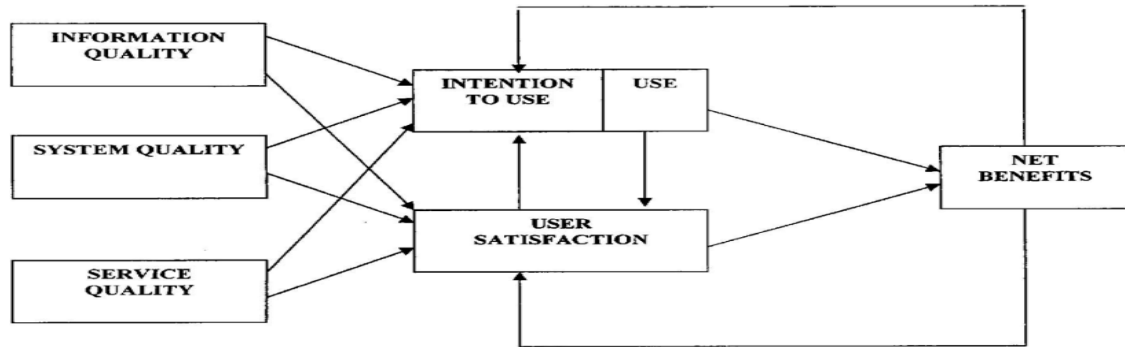 INFORMATION
QUALITY
INTENTION
TO USE
USE
SYSTEM QUALITY
NET
BENEFITS
USER
SATISFACTION
SERVICE
QUALITY